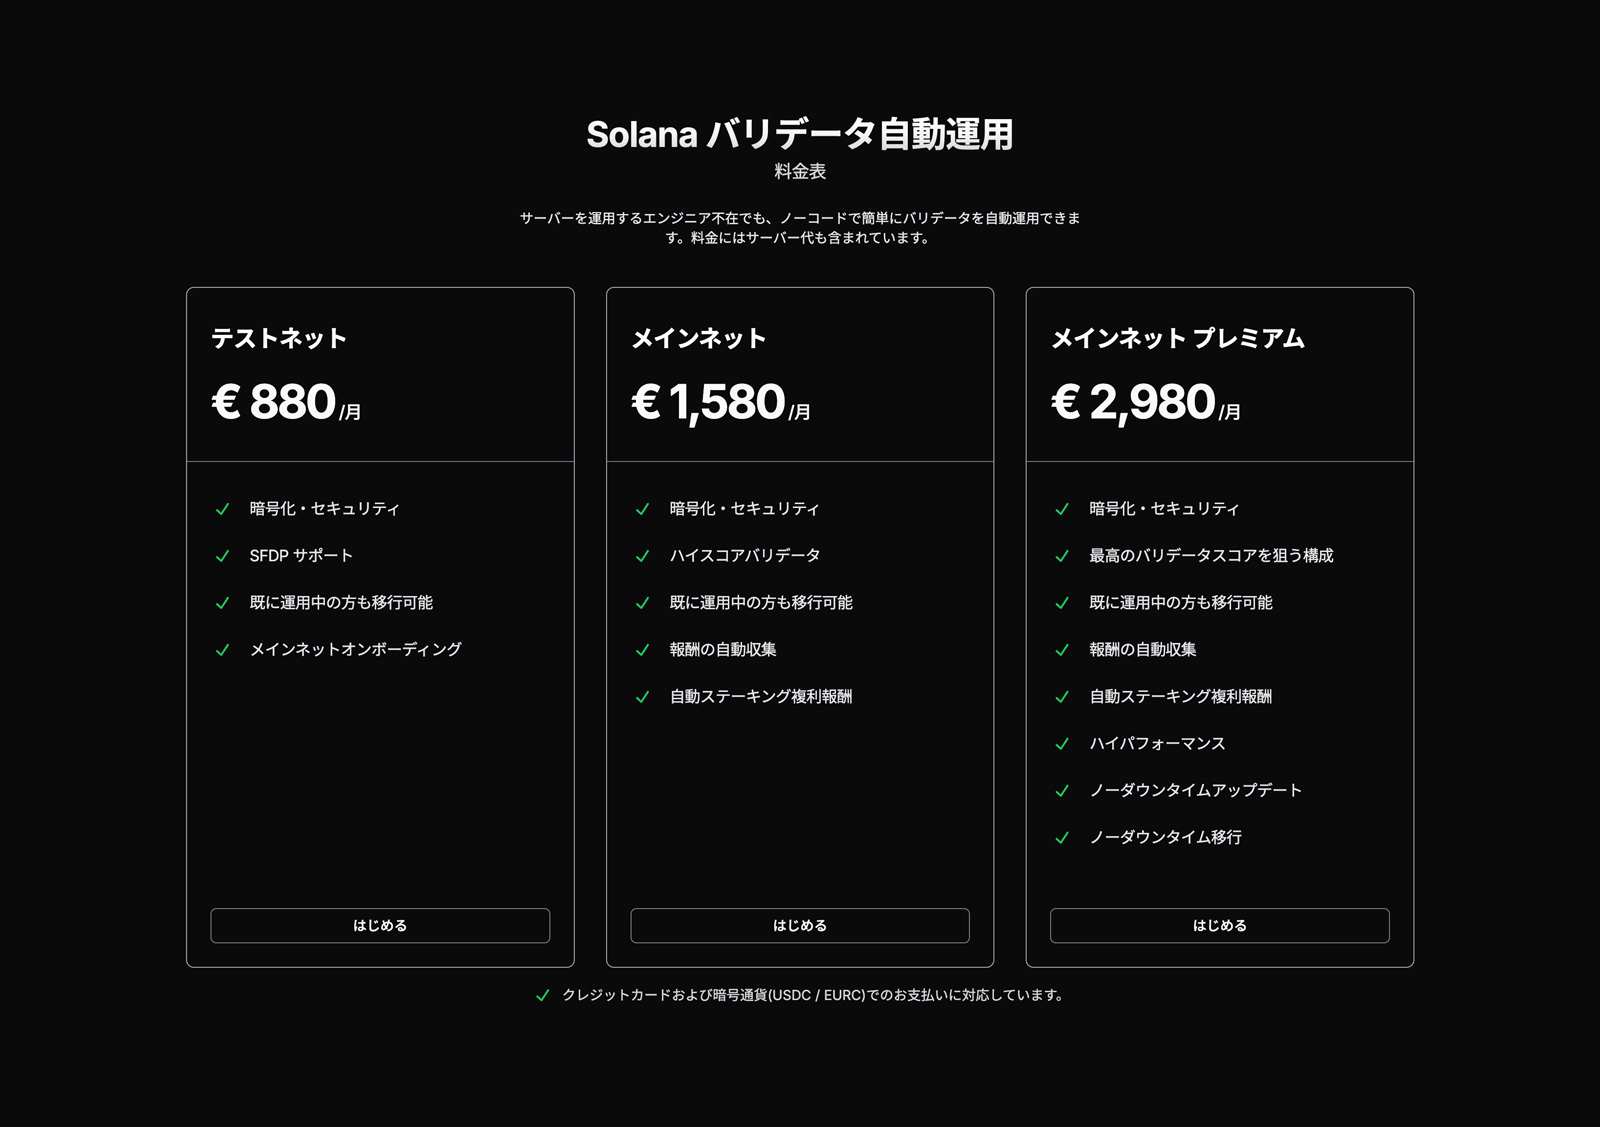 Solana バリデータ自動運用
料金表
サーバーを運用するエンジニア不在でも、ノーコードで簡単にバリデータを自動運用できま
す。料金にはサーバー代も含まれています。
テストネット
€ 880/月
暗号化・セキュリティ
SFDP サポート
既に運用中の方も移行可能
メインネットオンボーディング
はじめる
メインネット
€ 1,580/月
暗号化・セキュリティ
ハイスコアバリデータ
既に運用中の方も移行可能
報酬の自動収集
自動ステーキング複利報酬
はじめる
メインネット プレミアム
€ 2,980/月
暗号化・セキュリティ
最高のバリデータスコアを狙う構成
既に運用中の方も移行可能
報酬の自動収集
自動ステーキング複利報酬
ハイパフォーマンス
ノーダウンタイムアップデート
ノーダウンタイム移行
はじめる
クレジットカードおよび暗号通貨(USDC / EURC)でのお支払いに対応しています。